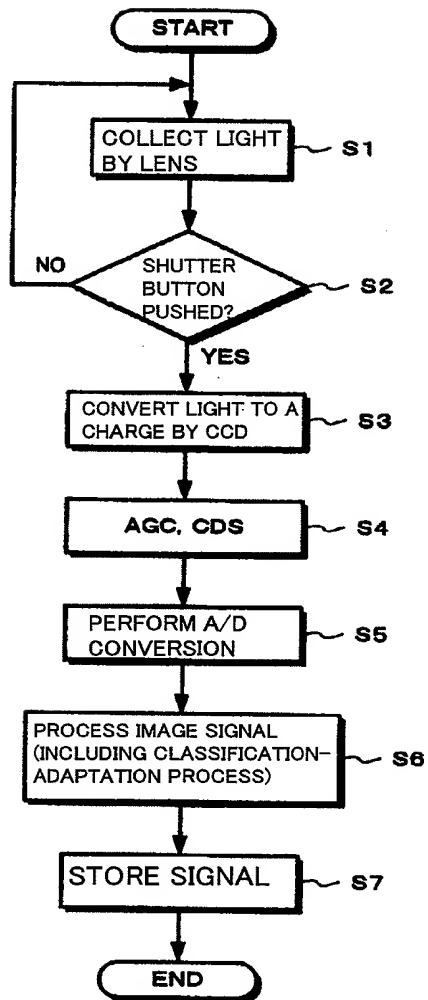 START
COLLECT LIGHT
BY LENS
S1
NO
SHUTTER
BUTTON
PUSHED?
S2
YES
CONVERT LIGHT TO A
CHARGE BY CCD
S3
AGC, CDS
S4
PERFORM A/D
CONVERSION
S5
PROCESS IMAGE SIGNAL
(INCLUDING CLASSIFICATION-
ADAPTATION PROCESS)
S6
STORE SIGNAL
S7
END